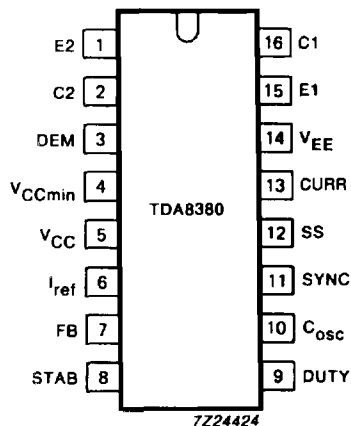 E2 1 16 C1
C2 2 15 E1
DEM 3 14 VEE
VCCmin 4 13 CURR
TDA8380
VCC 5 12 SS
Iref 6 11 SYNC
FB 7 10 Cosc
STAB 8 9 DUTY
7Z24424